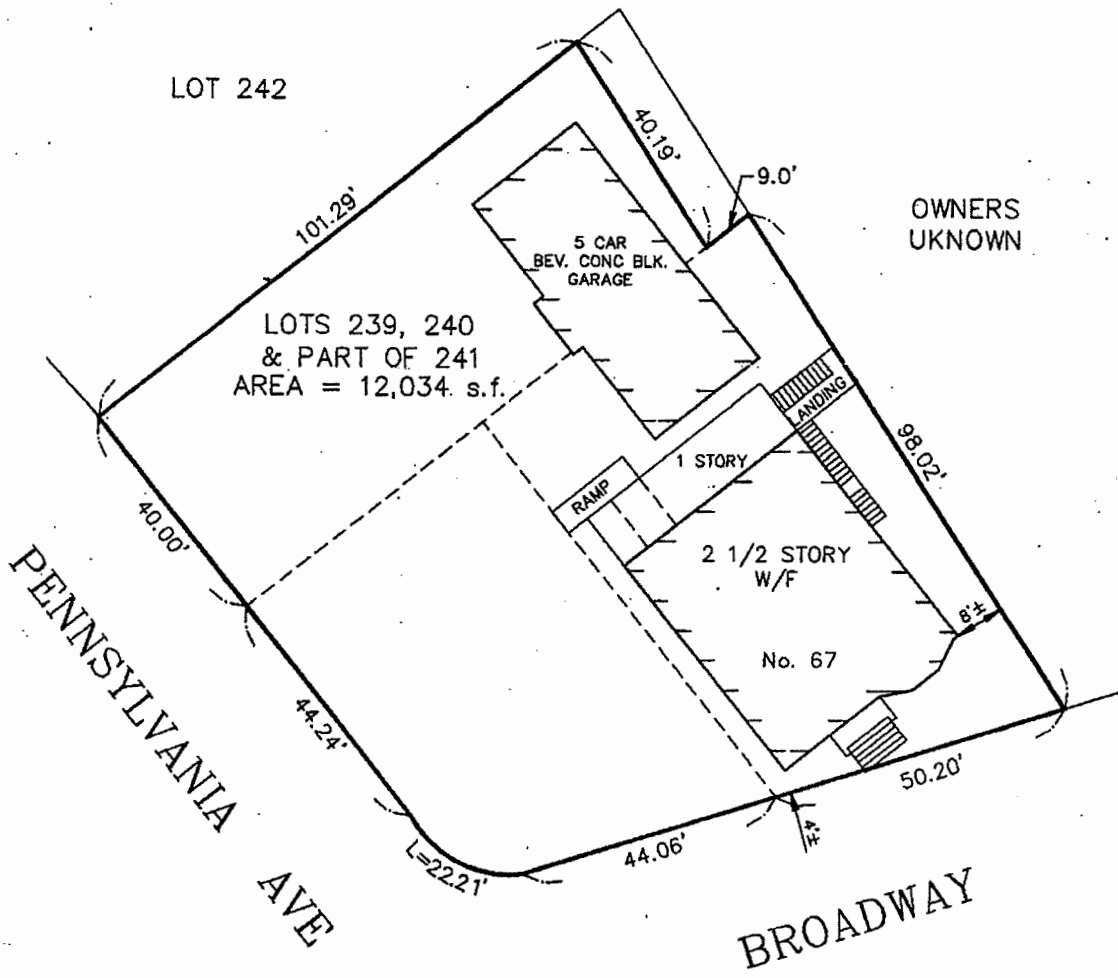 LOT 242
40.19'
9.0'
101.29'
OWNERS
UKNOWN
5 CAR
BEV. CONC BLK.
GARAGE
LOTS 239, 240
& PART OF 241
AREA = 12,034 s.f.
LANDING
98.02'
1 STORY
RAMP
40.00'
2 1/2 STORY
W/F
8'±
No. 67
PENNSYLVANIA AVE
44.24'
50.20'
4'±
44.06'
L=22.21'
BROADWAY